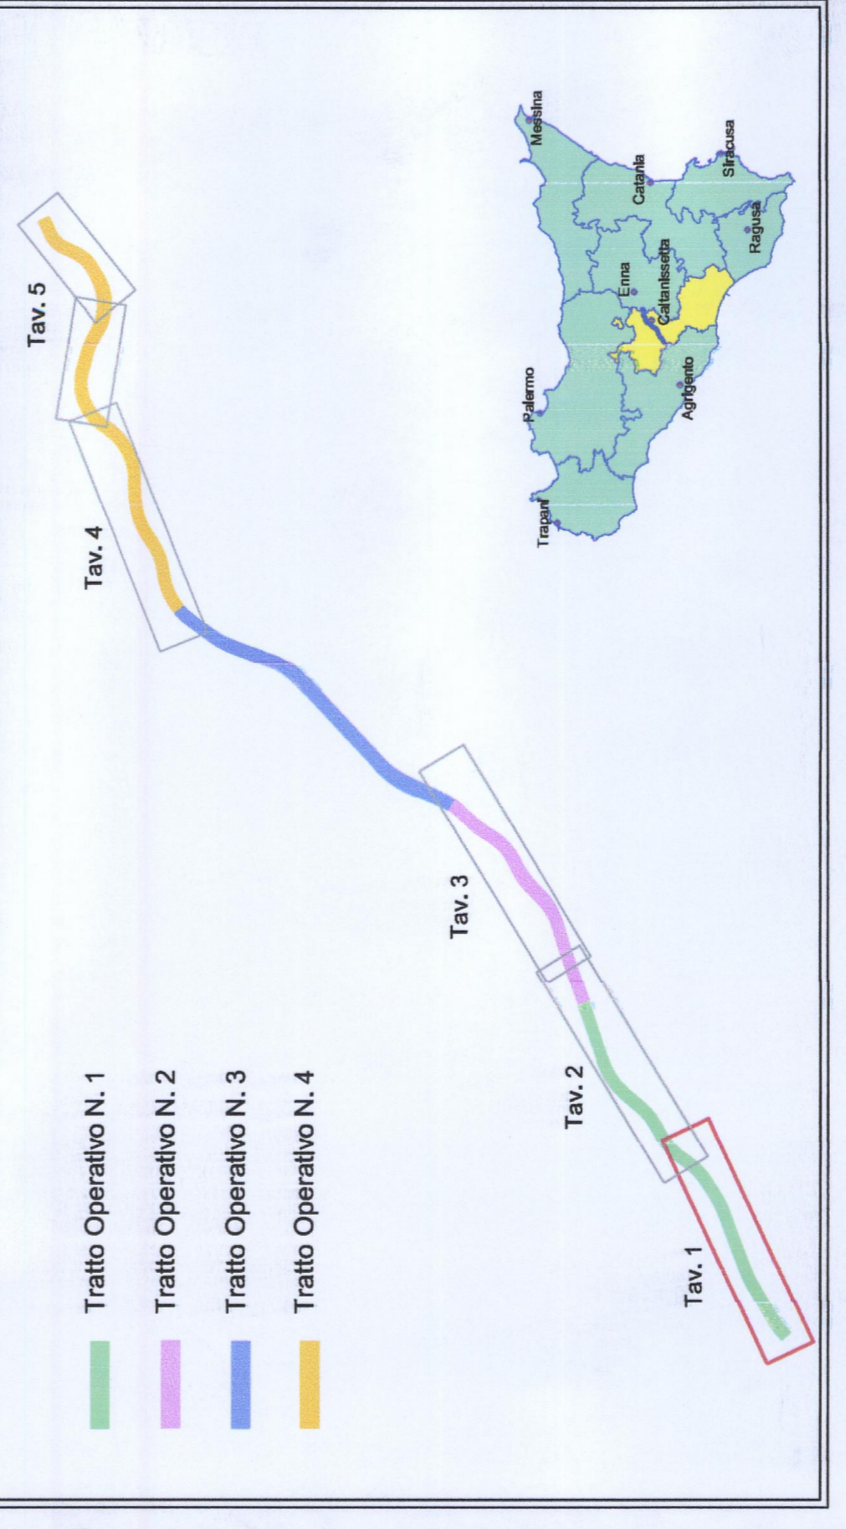 Tratto Operativo N. 1
Tratto Operativo N. 2
Tratto Operativo N. 3
Tratto Operativo N. 4
Tav. 1
Tav. 2
Tav. 3
Tav. 4
Tav. 5
Trapani
Palermo
Messina
Agrigento
Enna
Caltanissetta
Catania
Ragusa
Siracusa